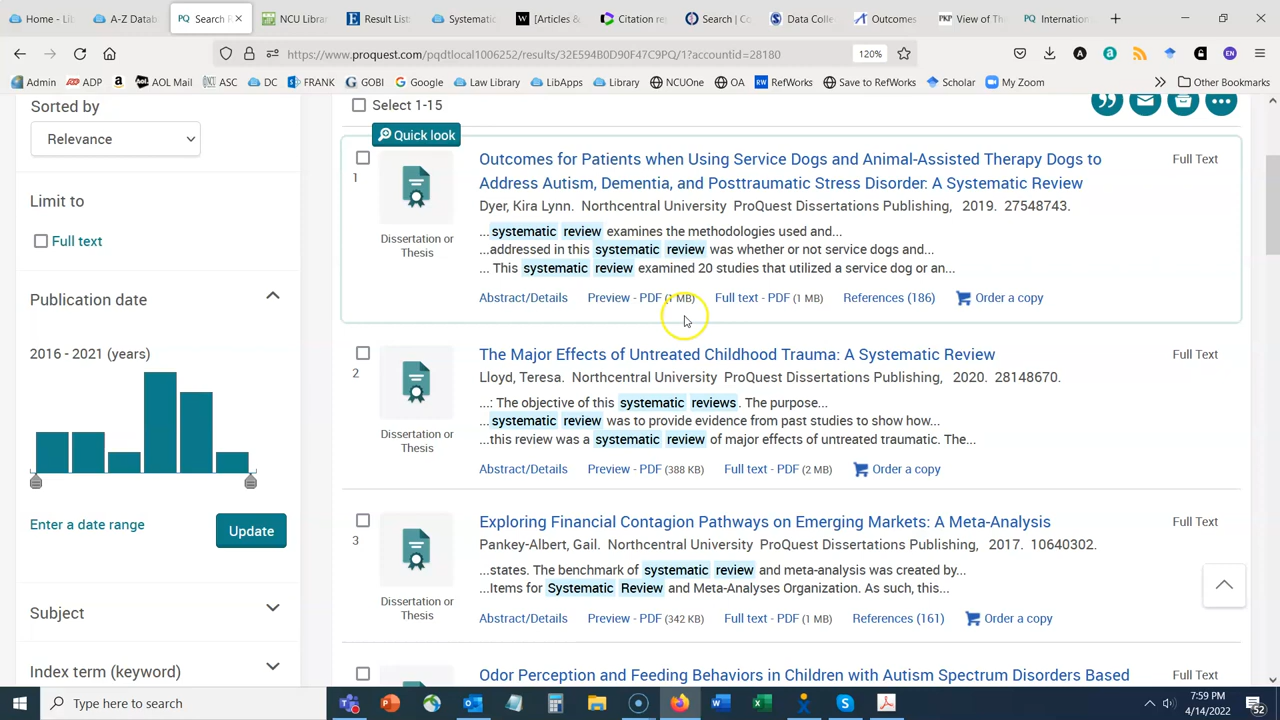 Home - Lib
A-Z Datab
PQ Search R
NCU Libra
Result List
Systematic
[Articles &
Citation re
Search | Co
Data Colle
Outcomes
PKP View of Th
PQ Internation
https://www.proquest.com/pqdtlocal1006252/results/32E594B0D90F47C9PQ/1?accountid=28180
120%
Admin
ADP
AOL Mail
ASC
DC
FRANK
GOBI
Google
Law Library
LibApps
Library
NCUOne
OA
RefWorks
Save to RefWorks
Scholar
My Zoom
Other Bookmarks
Sorted by
Relevance
Limit to
Full text
Publication date
2016 - 2021 (years)
Enter a date range
Update
Subject
Index term (keyword)
Select 1-15
Quick look
1
Dissertation or
Thesis
Outcomes for Patients when Using Service Dogs and Animal-Assisted Therapy Dogs to
Address Autism, Dementia, and Posttraumatic Stress Disorder: A Systematic Review
Dyer, Kira Lynn. Northcentral University ProQuest Dissertations Publishing, 2019. 27548743.
...systematic review examines the methodologies used and...
...addressed in this systematic review was whether or not service dogs and...
... This systematic review examined 20 studies that utilized a service dog or an...
Abstract/Details Preview - PDF (1 MB) Full text - PDF (1 MB) References (186) Order a copy
Full Text
2
Dissertation or
Thesis
The Major Effects of Untreated Childhood Trauma: A Systematic Review
Lloyd, Teresa. Northcentral University ProQuest Dissertations Publishing, 2020. 28148670.
...: The objective of this systematic reviews. The purpose...
...systematic review was to provide evidence from past studies to show how...
...this review was a systematic review of major effects of untreated traumatic. The...
Abstract/Details Preview - PDF (388 KB) Full text - PDF (2 MB) Order a copy
Full Text
3
Dissertation or
Thesis
Exploring Financial Contagion Pathways on Emerging Markets: A Meta-Analysis
Pankey-Albert, Gail. Northcentral University ProQuest Dissertations Publishing, 2017. 10640302.
...states. The benchmark of systematic review and meta-analysis was created by...
...Items for Systematic Review and Meta-Analyses Organization. As such, this...
Abstract/Details Preview - PDF (342 KB) Full text - PDF (1 MB) References (161) Order a copy
Full Text
Odor Perception and Feeding Behaviors in Children with Autism Spectrum Disorders Based
Full Text
Type here to search
7:59 PM
4/14/2022
52